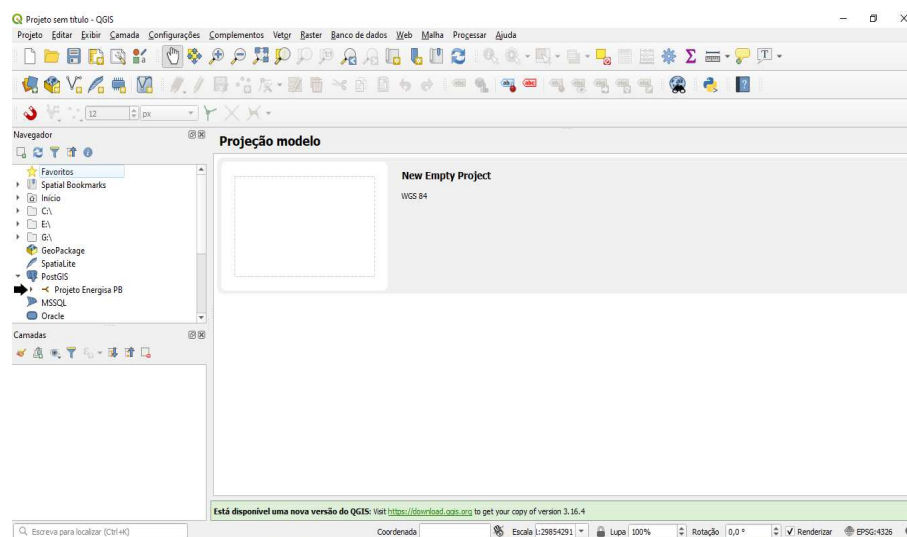 Projeto sem título - QGIS
Projeto Editar Exibir Camada Configurações Complementos Vetor Raster Banco de dados Web Malha Processar Ajuda
12 px
Navegador
Projeção modelo
Favoritos
Spatial Bookmarks
Início
C:\
E:\
G:\
GeoPackage
SpatiaLite
PostGIS
Projeto Energisa PB
MSSQL
Oracle
New Empty Project
WGS 84
Camadas
Está disponível uma nova versão do QGIS: Visit https://download.qgis.org to get your copy of version 3.16.4
Escreva para localizar (Ctrl+K) Coordenada Escala 1:29854291 Lupa 100% Rotação 0,0 ° Renderizar EPSG:4326